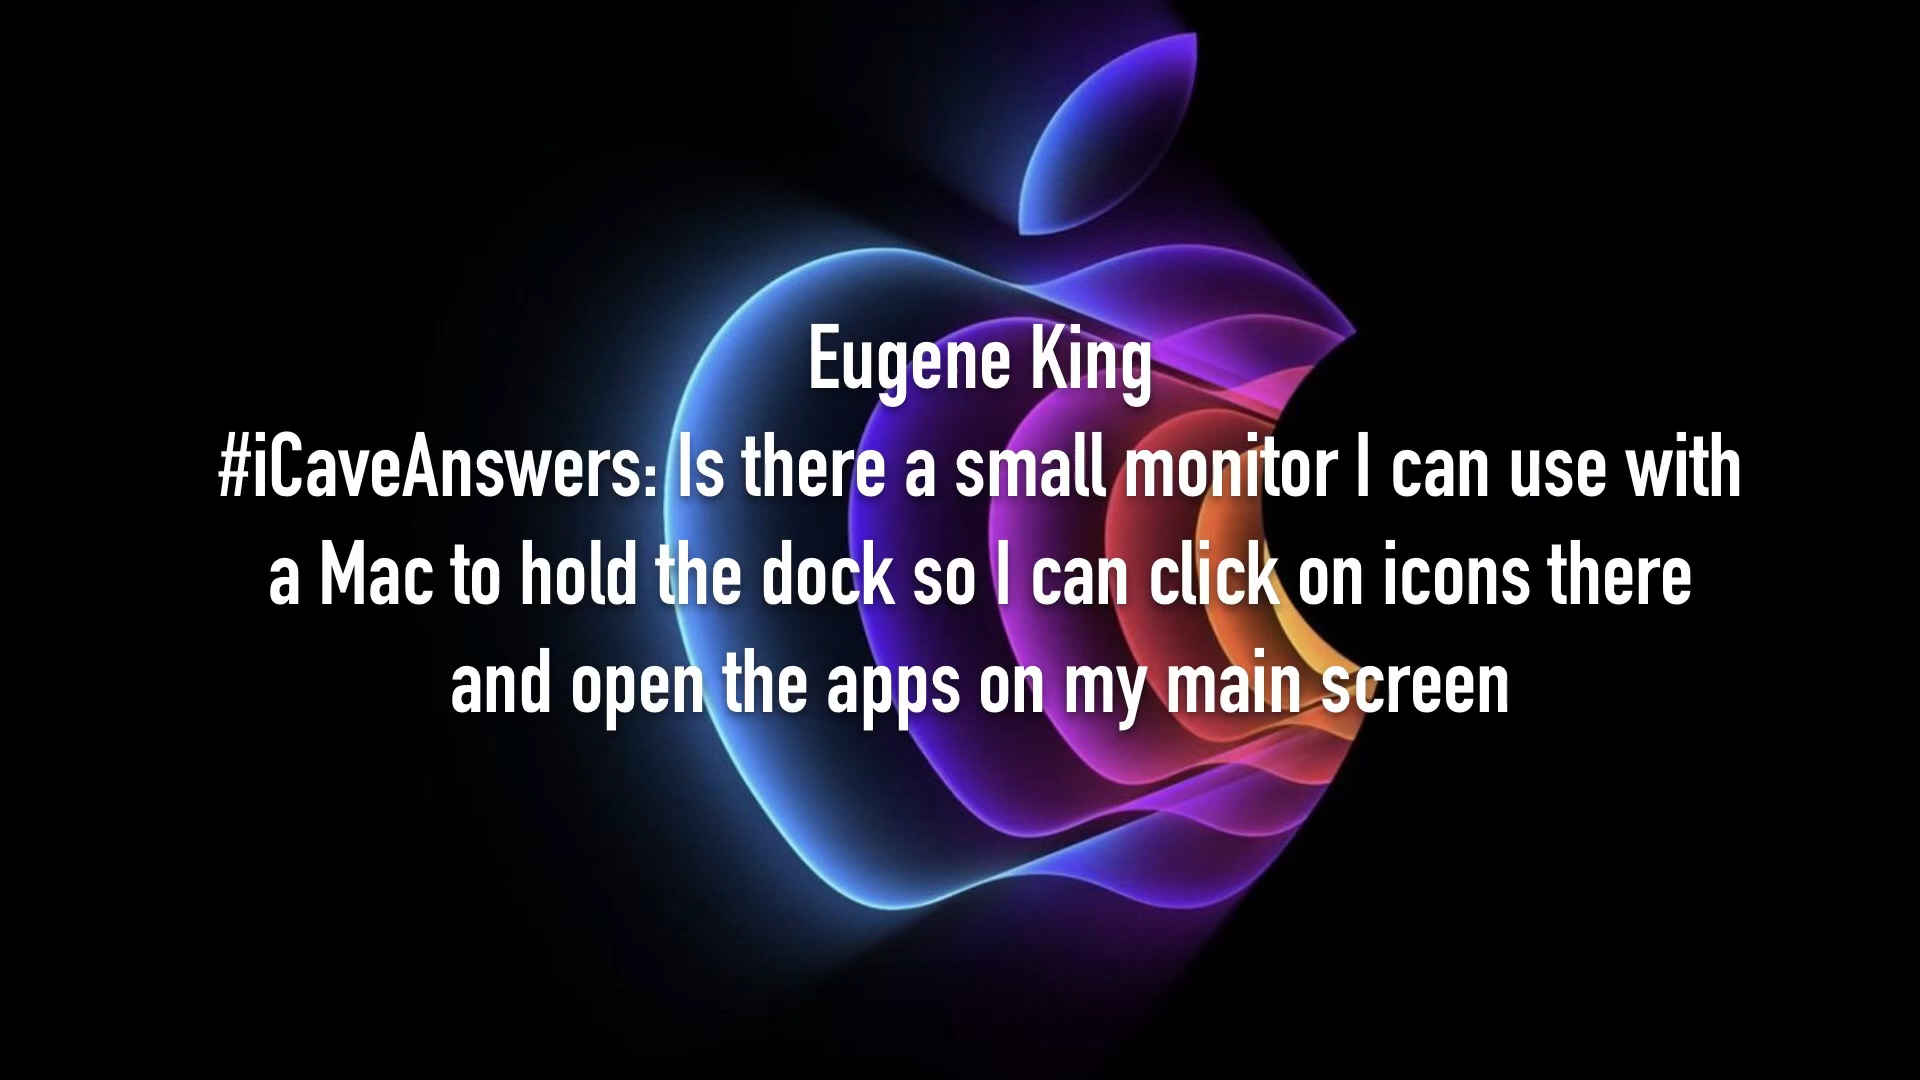 Eugene King
#iCaveAnswers: Is there a small monitor I can use with
a Mac to hold the dock so I can click on icons there
and open the apps on my main screen